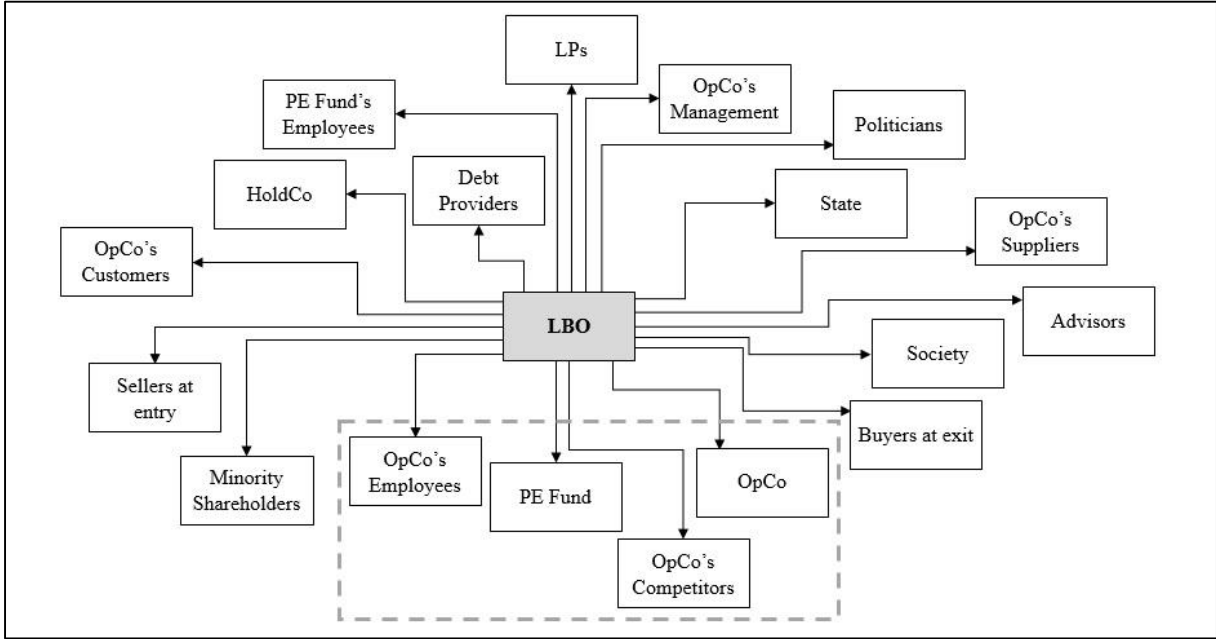 LPs
OpCo’s
Management
PE Fund’s
Employees
Politicians
Debt
Providers
HoldCo
State
OpCo’s
Suppliers
OpCo’s
Customers
LBO
Advisors
Society
Sellers at
entry
Buyers at exit
OpCo’s
Employees
Minority
Shareholders
PE Fund
OpCo
OpCo’s
Competitors